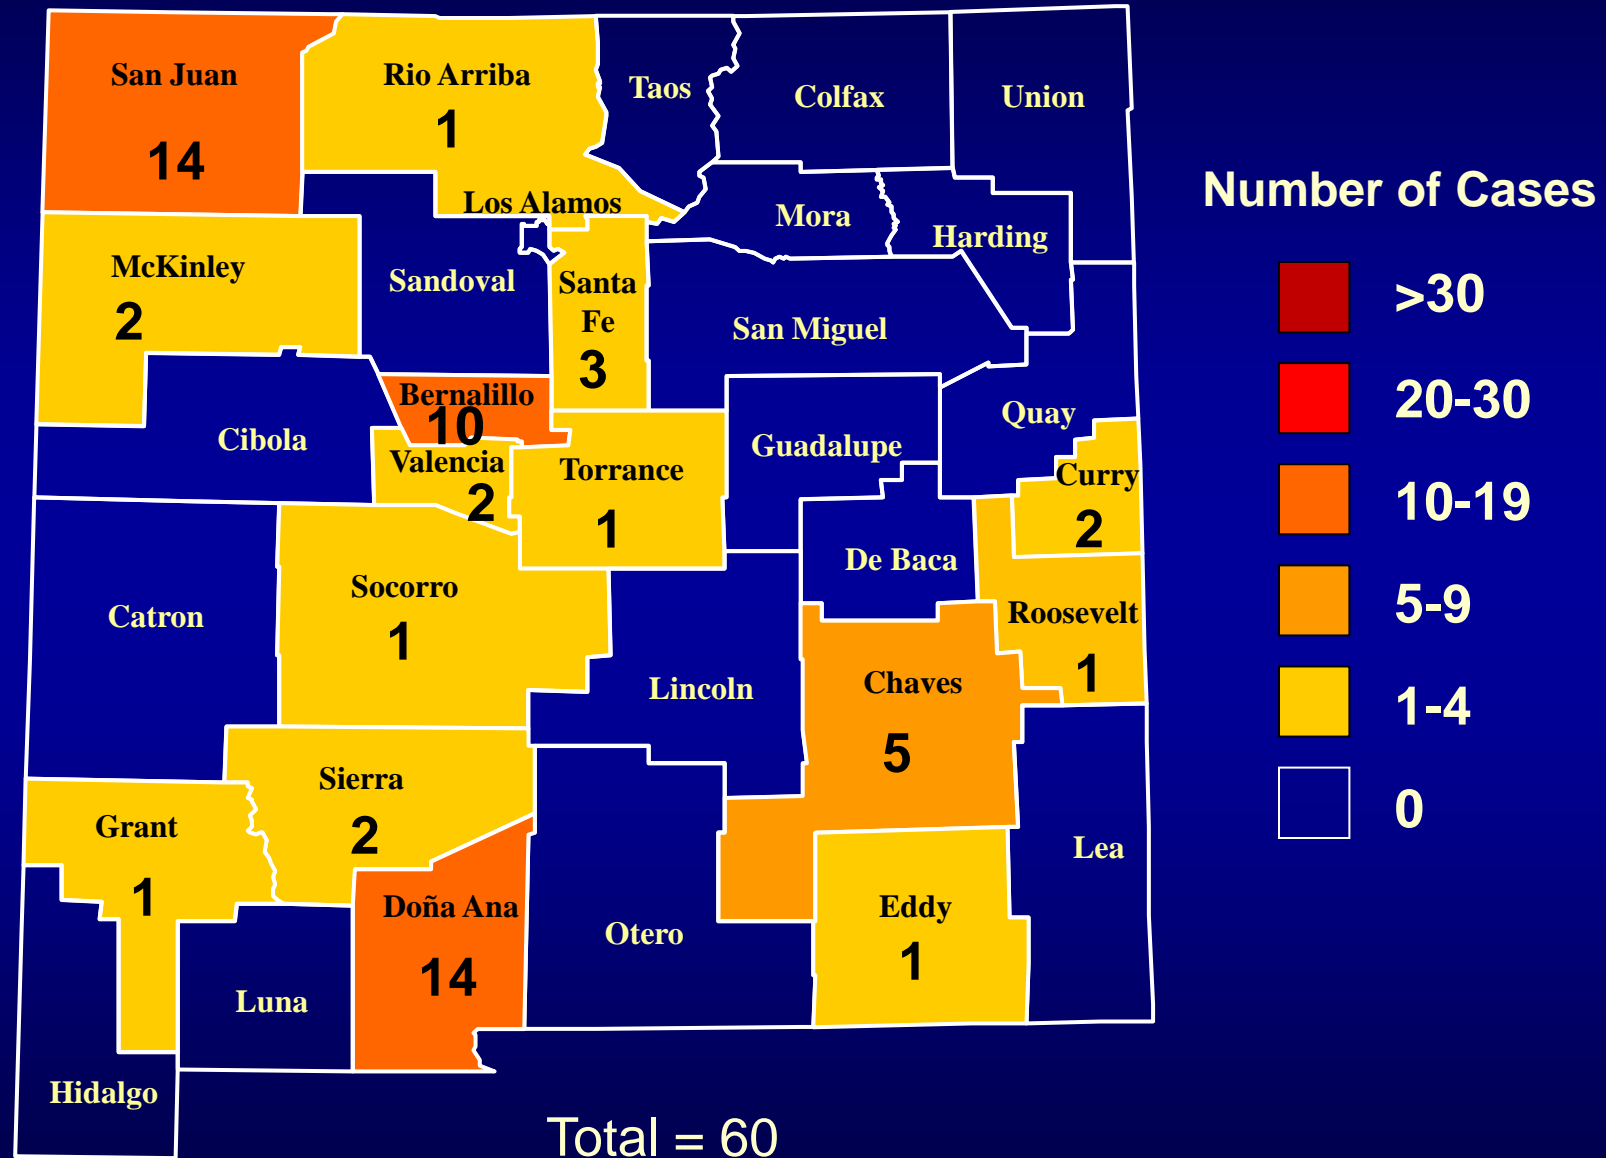 San Juan
14
Rio Arriba
1
Taos
Colfax
Union
Los Alamos
Mora
Harding
McKinley
2
Sandoval
Santa
Fe
3
San Miguel
Bernalillo
10
Cibola
Valencia
2
Torrance
1
Guadalupe
Quay
Curry
2
De Baca
Roosevelt
1
Catron
Socorro
1
Lincoln
Chaves
5
Sierra
2
Grant
1
Doña Ana
14
Otero
Eddy
1
Lea
Luna
Hidalgo
Total = 60
Number of Cases
>30
20-30
10-19
5-9
1-4
0